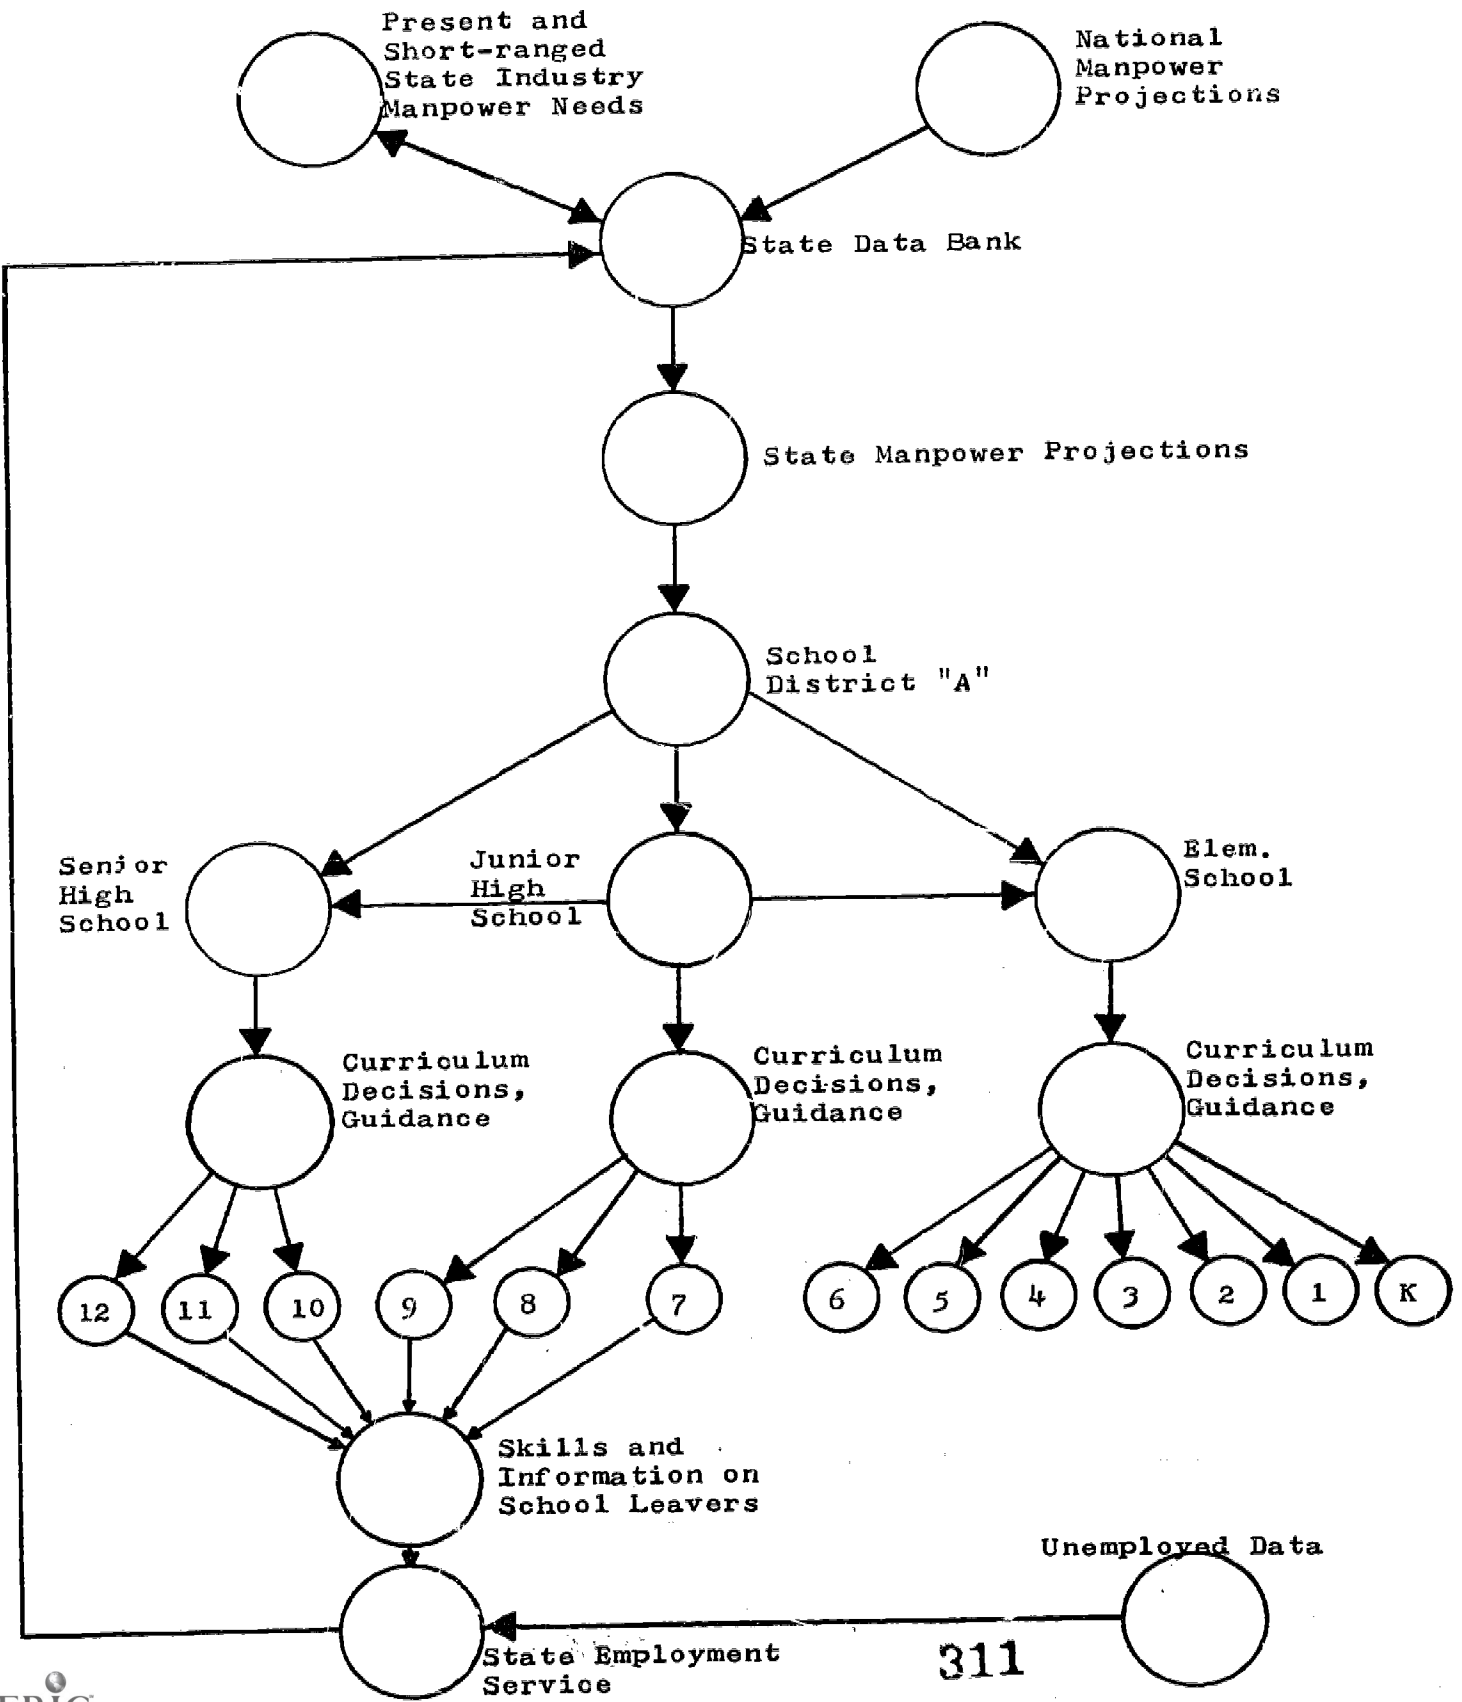 Present and
Short-ranged
State Industry
Manpower Needs
National
Manpower
Projections
State Data Bank
State Manpower Projections
School
District "A"
Senior
High
School
Junior
High
School
Elem.
School
Curriculum
Decisions,
Guidance
Curriculum
Decisions,
Guidance
Curriculum
Decisions,
Guidance
12 11 10 9 8 7 6 5 4 3 2 1 K
Skills and
Information on
School Leavers
Unemployed Data
State Employment
Service
311
ERIC